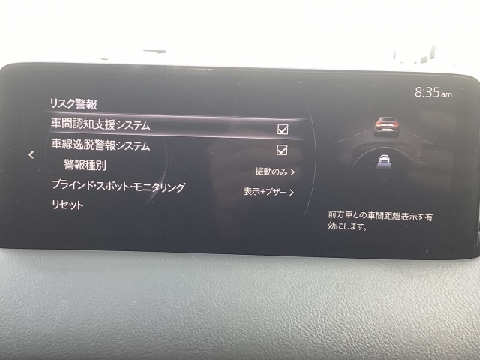 8:35am
リスク警報
車間認知支援システム
車線逸脱警報システム
警報種別 振動のみ
ブラインド・スポット・モニタリング 表示+ブザー
リセット
前方車との車間距離表示を有
効にします。